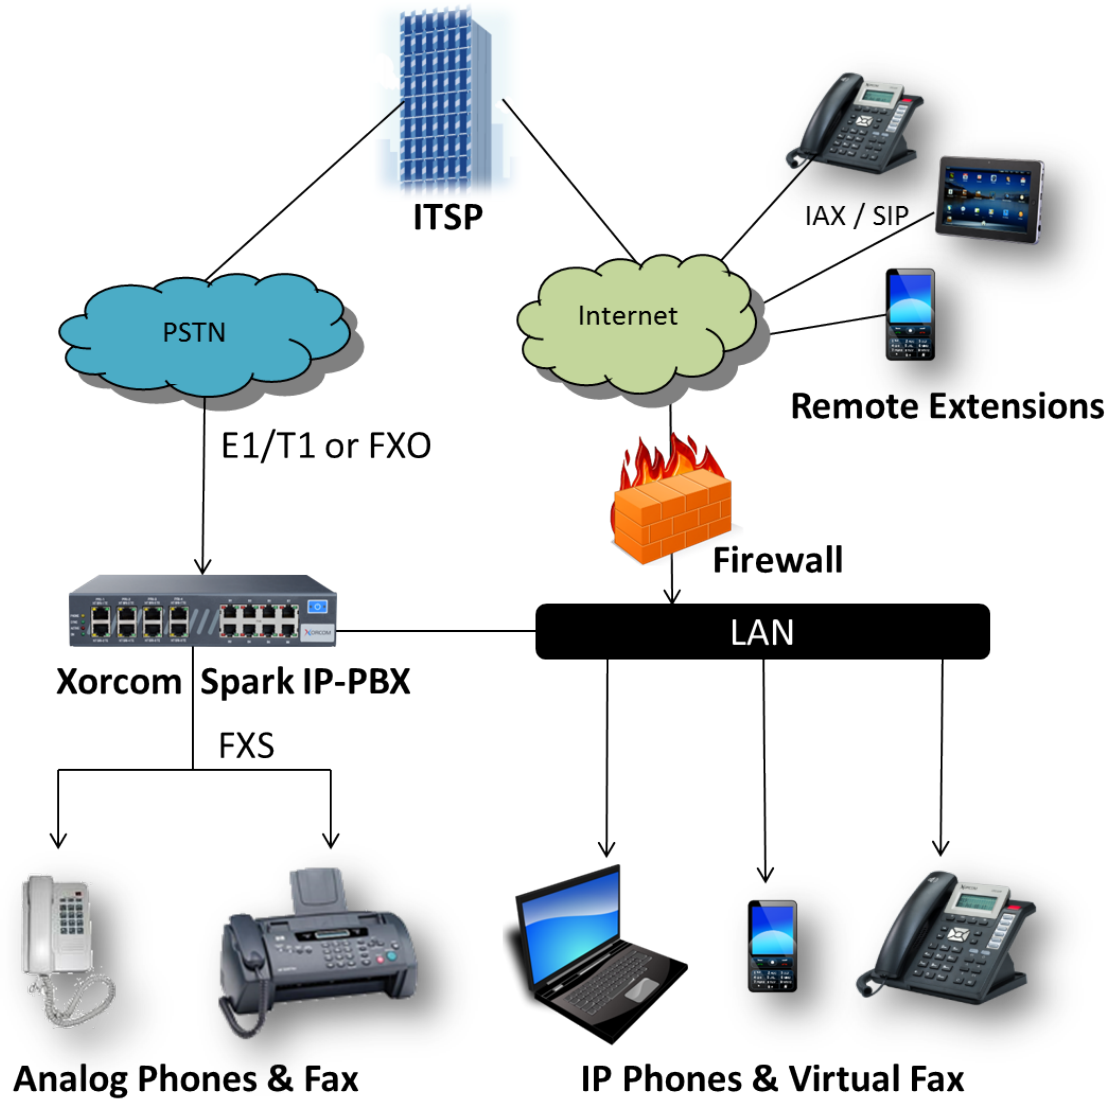 ITSP
IAX / SIP
PSTN
Internet
Remote Extensions
E1/T1 or FXO
Firewall
XORCOM
LAN
Xorcom Spark IP-PBX
FXS
Analog Phones & Fax
IP Phones & Virtual Fax